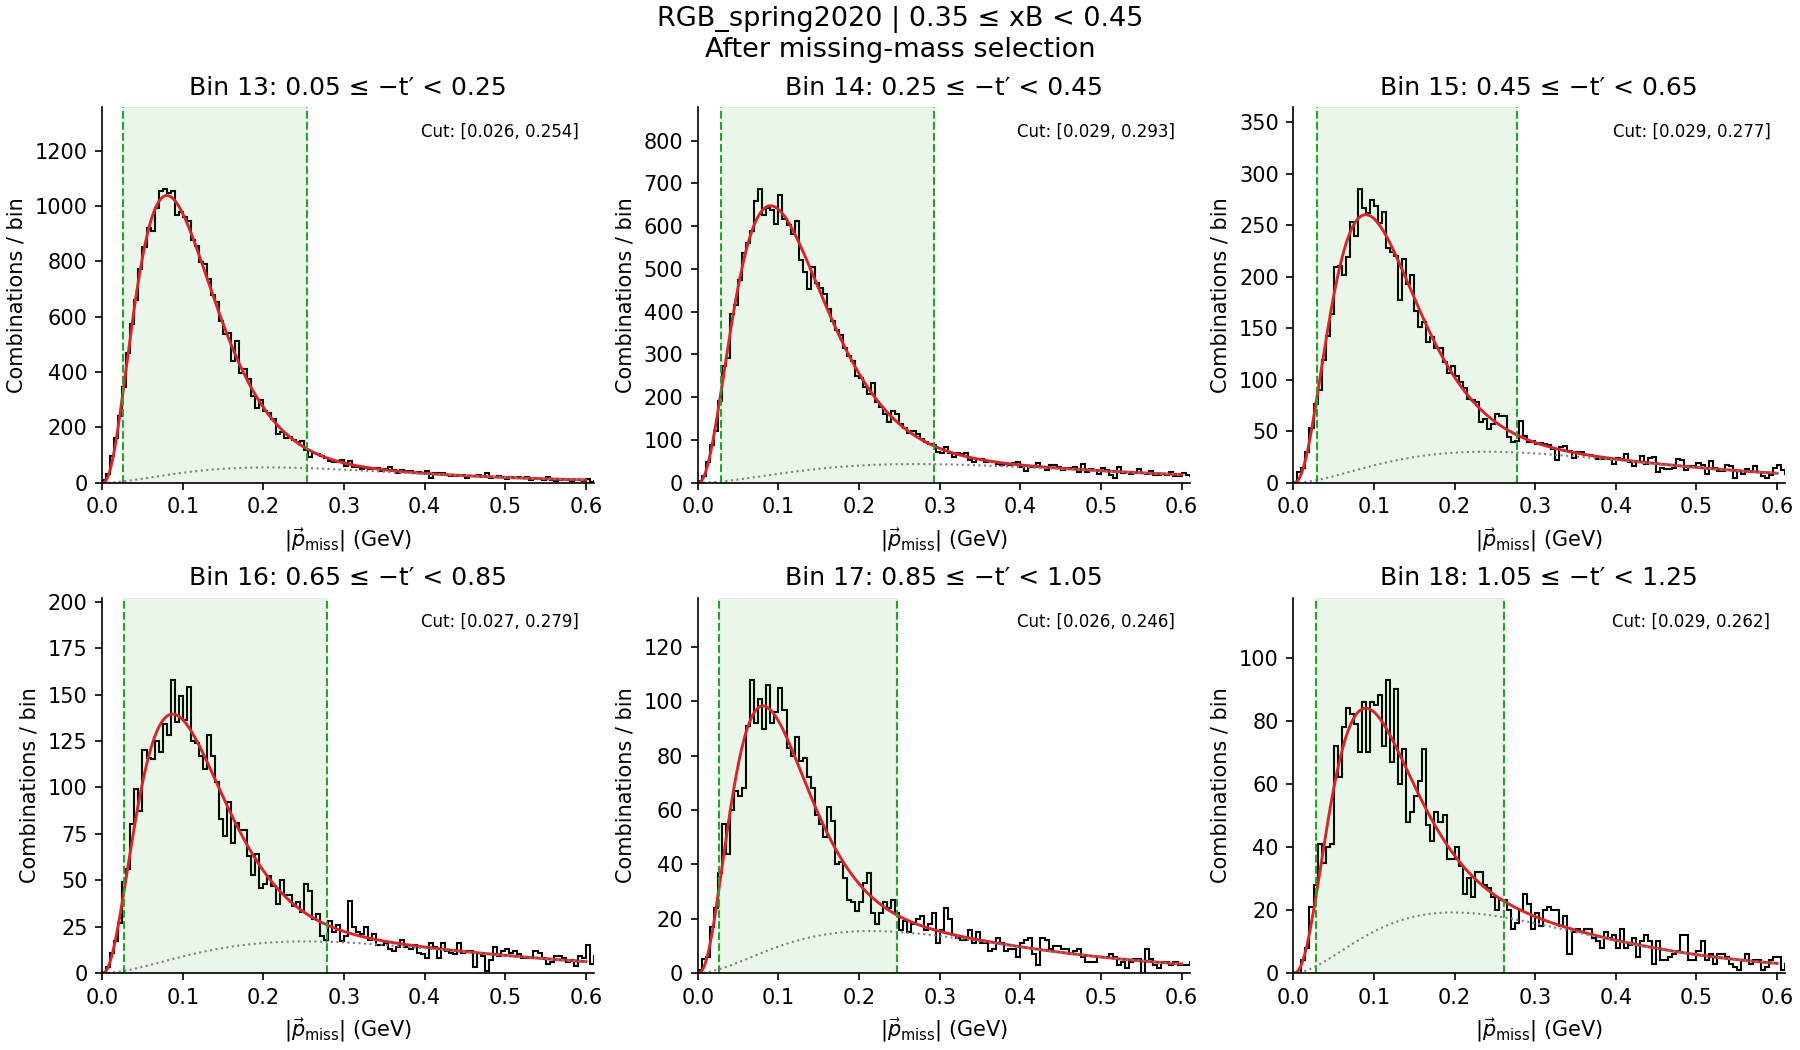 RGB_spring2020 | 0.35 ≤ xB < 0.45
After missing-mass selection
Bin 13: 0.05 ≤ −t′ < 0.25
Cut: [0.026, 0.254]
Combinations / bin
1200
1000
800
600
400
200
0
0.0 0.1 0.2 0.3 0.4 0.5 0.6
|p⃗miss| (GeV)
Bin 14: 0.25 ≤ −t′ < 0.45
Cut: [0.029, 0.293]
Combinations / bin
800
700
600
500
400
300
200
100
0
0.0 0.1 0.2 0.3 0.4 0.5 0.6
|p⃗miss| (GeV)
Bin 15: 0.45 ≤ −t′ < 0.65
Cut: [0.029, 0.277]
Combinations / bin
350
300
250
200
150
100
50
0
0.0 0.1 0.2 0.3 0.4 0.5 0.6
|p⃗miss| (GeV)
Bin 16: 0.65 ≤ −t′ < 0.85
Cut: [0.027, 0.279]
Combinations / bin
200
175
150
125
100
75
50
25
0
0.0 0.1 0.2 0.3 0.4 0.5 0.6
|p⃗miss| (GeV)
Bin 17: 0.85 ≤ −t′ < 1.05
Cut: [0.026, 0.246]
Combinations / bin
120
100
80
60
40
20
0
0.0 0.1 0.2 0.3 0.4 0.5 0.6
|p⃗miss| (GeV)
Bin 18: 1.05 ≤ −t′ < 1.25
Cut: [0.029, 0.262]
Combinations / bin
100
80
60
40
20
0
0.0 0.1 0.2 0.3 0.4 0.5 0.6
|p⃗miss| (GeV)